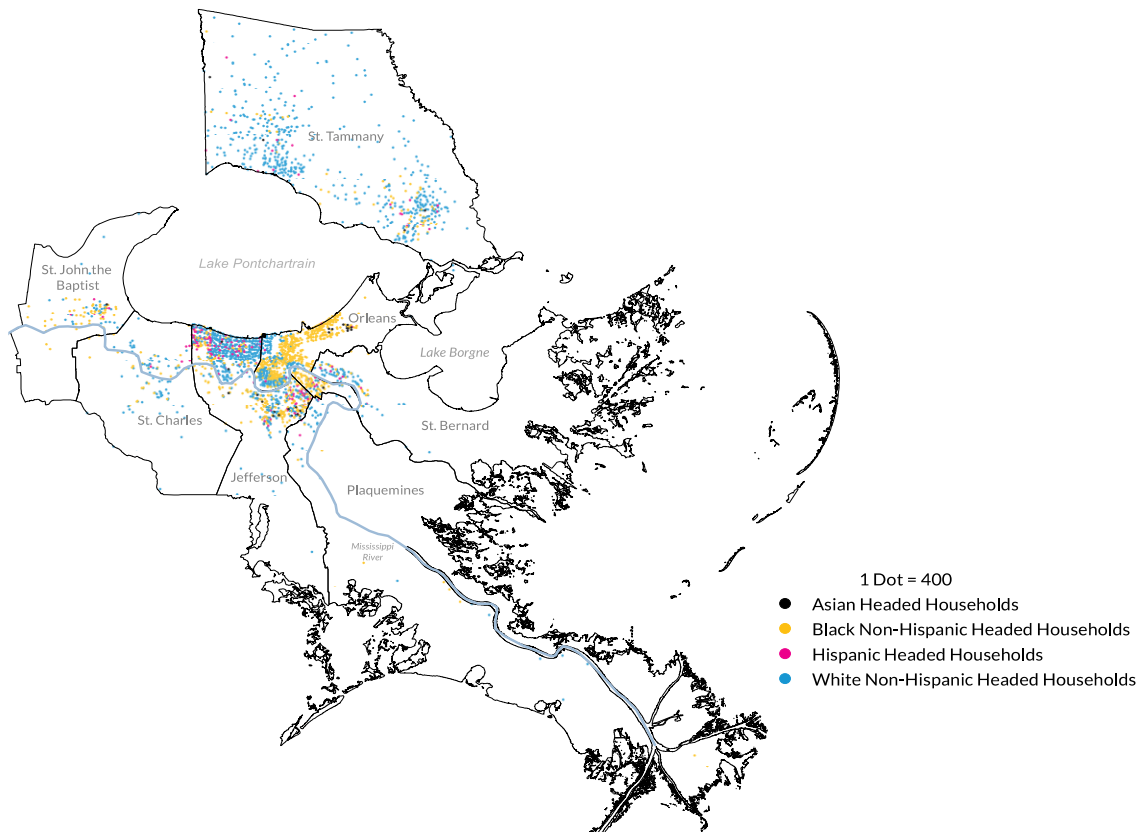 St. Tammany
Lake Pontchartrain
St. John the
Baptist
Orleans
Lake Borgne
St. Charles
St. Bernard
Jefferson
Plaquemines
Mississippi
River
1 Dot = 400
Asian Headed Households
Black Non-Hispanic Headed Households
Hispanic Headed Households
White Non-Hispanic Headed Households